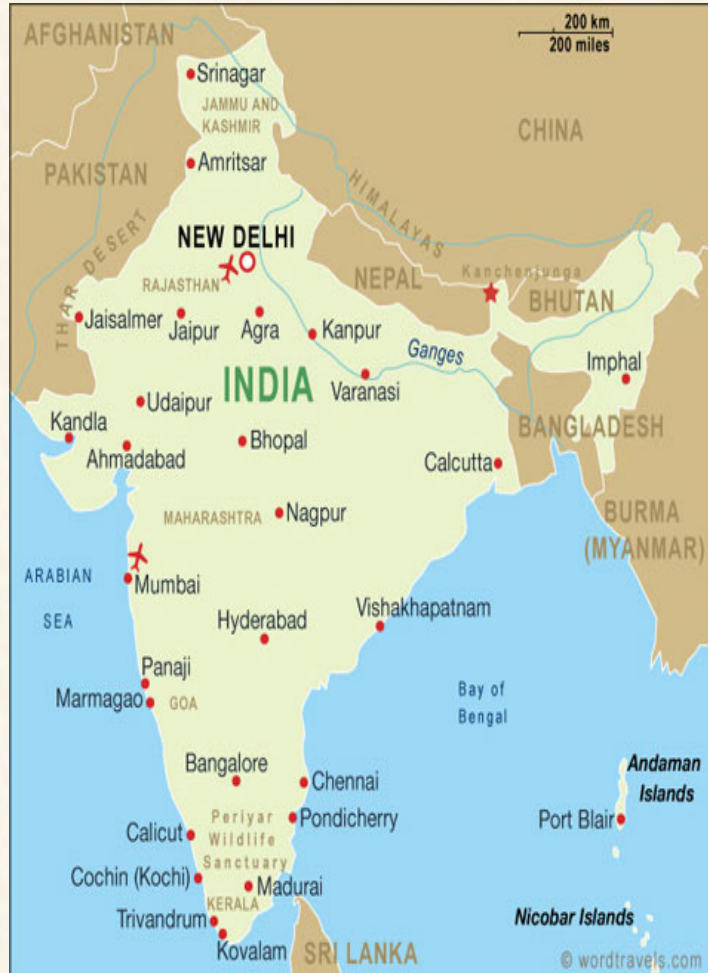 AFGHANISTAN
200 km
200 miles
Srinagar
JAMMU AND
KASHMIR
CHINA
PAKISTAN
Amritsar
HIMALAYAS
THAR DESERT
NEW DELHI
RAJASTHAN
NEPAL
Kanchenjunga
BHUTAN
Jaisalmer
Jaipur
Agra
Kanpur
Ganges
Imphal
INDIA
Varanasi
Udaipur
Kandla
Ahmadabad
Bhopal
BANGLADESH
Calcutta
MAHARASHTRA
Nagpur
BURMA
(MYANMAR)
ARABIAN
SEA
Mumbai
Hyderabad
Vishakhapatnam
Panaji
Marmagao
GOA
Bay of
Bengal
Bangalore
Chennai
Andaman
Islands
Periyar
Wildlife
Sanctuary
Pondicherry
Port Blair
Calicut
Cochin (Kochi)
Madurai
KERALA
Trivandrum
Kovalam
Nicobar Islands
SRI LANKA
© wordtravels.com